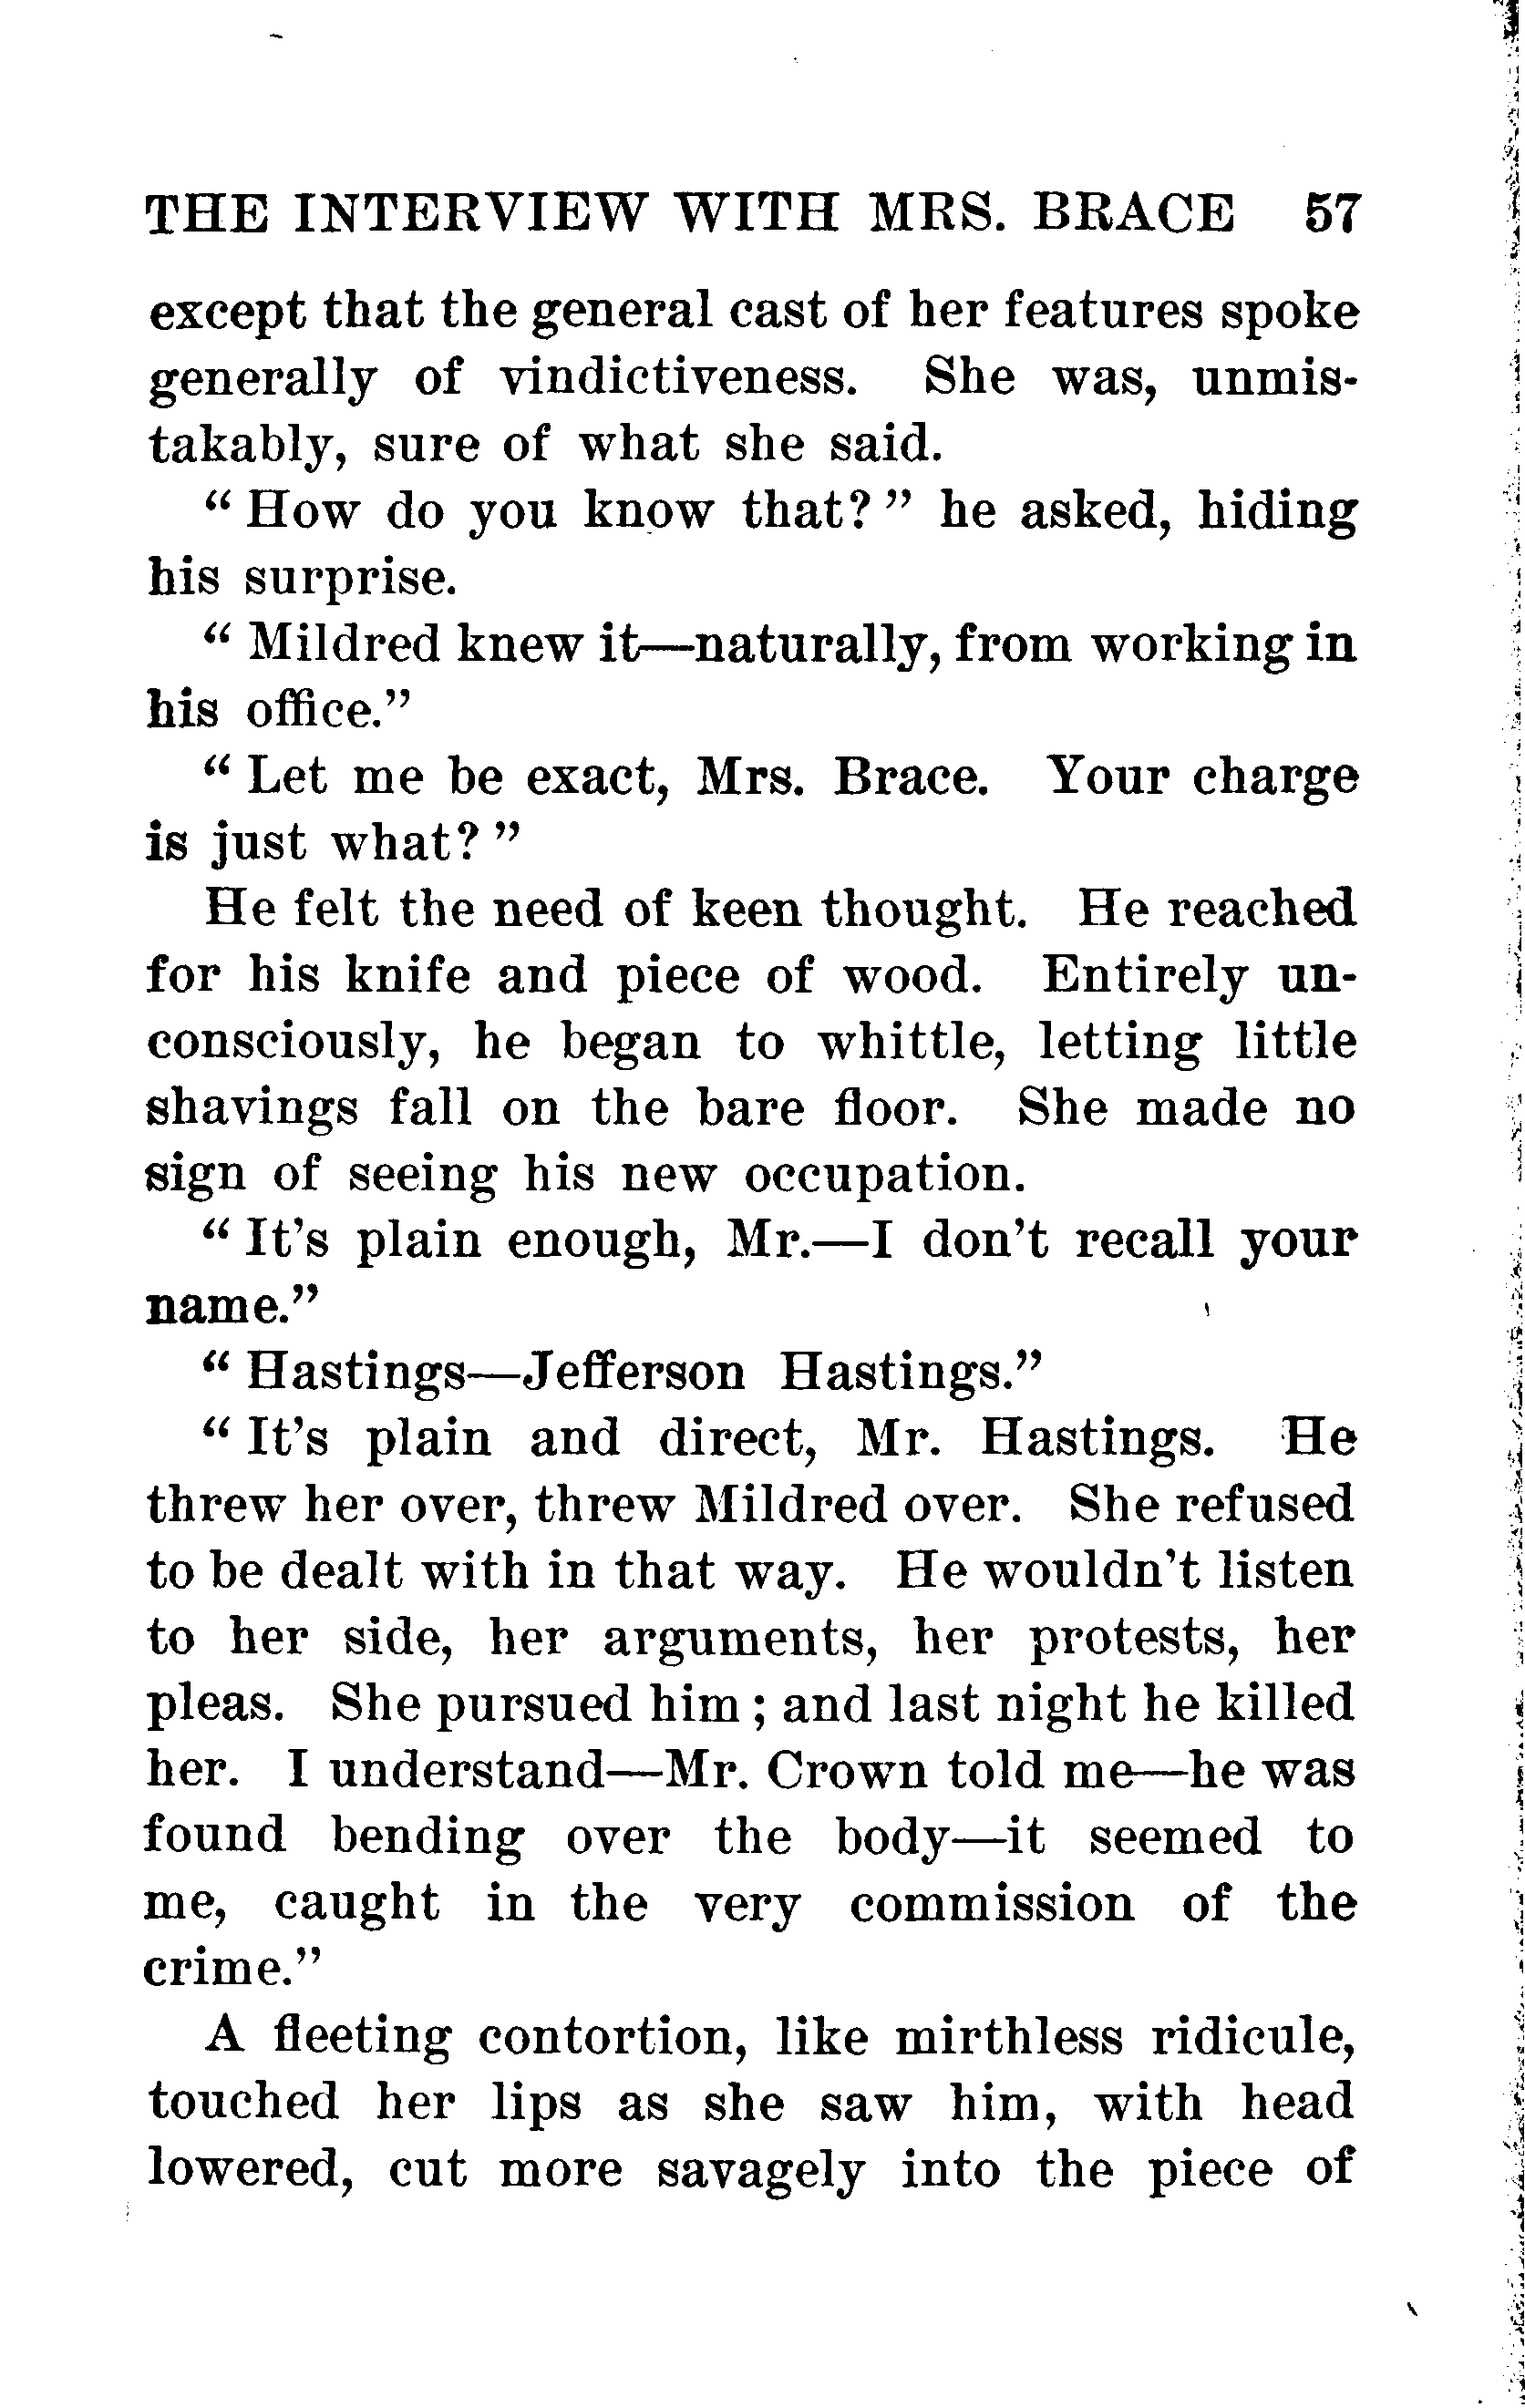 THE INTERVIEW WITH MRS. BRACE 57
except that the general cast of her features spoke
generally of vindictiveness. She was, unmis-
takably, sure of what she said.
“ How do you know that? ” he asked, hiding
his surprise.
“ Mildred knew it—naturally, from working in
his office.”
“ Let me be exact, Mrs. Brace. Your charge
is just what? ”
He felt the need of keen thought. He reached
for his knife and piece of wood. Entirely un-
consciously, he began to whittle, letting little
shavings fall on the bare floor. She made no
sign of seeing his new occupation.
“ It’s plain enough, Mr.—I don’t recall your
name.”
“ Hastings—Jefferson Hastings.”
“ It’s plain and direct, Mr. Hastings. He
threw her over, threw Mildred over. She refused
to be dealt with in that way. He wouldn’t listen
to her side, her arguments, her protests, her
pleas. She pursued him ; and last night he killed
her. I understand—Mr. Crown told me—he was
found bending over the body—it seemed to
me, caught in the very commission of the
crime.”
A fleeting contortion, like mirthless ridicule,
touched her lips as she saw him, with head
lowered, cut more savagely into the piece of